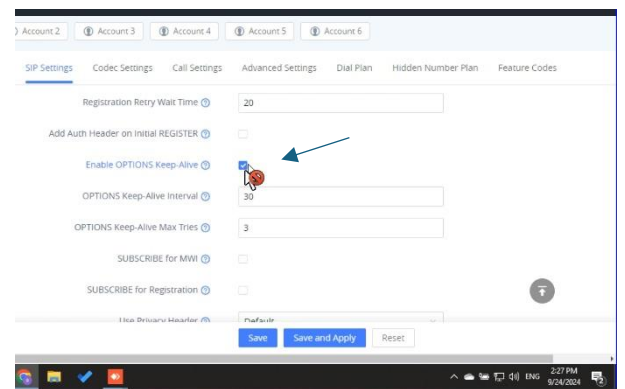 Account 2 Account 3 Account 4 Account 5 Account 6
SIP Settings Codec Settings Call Settings Advanced Settings Dial Plan Hidden Number Plan Feature Codes
Registration Retry Wait Time 20
Add Auth Header on Initial REGISTER
Enable OPTIONS Keep-Alive
OPTIONS Keep-Alive Interval 30
OPTIONS Keep-Alive Max Tries 3
SUBSCRIBE for MWI
SUBSCRIBE for Registration
Use Privacy Header Default
Save Save and Apply Reset
ENG 2:27 PM
9/24/2024